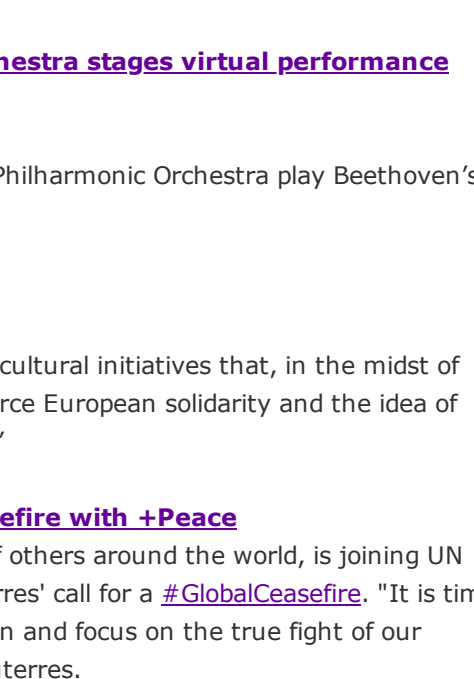 hestra stages virtual performance
Philharmonic Orchestra play Beethoven’s
cultural initiatives that, in the midst of
rce European solidarity and the idea of
”
efire with +Peace
f others around the world, is joining UN
rres' call for a #GlobalCeasefire. "It is tim
n and focus on the true fight of our
terres.